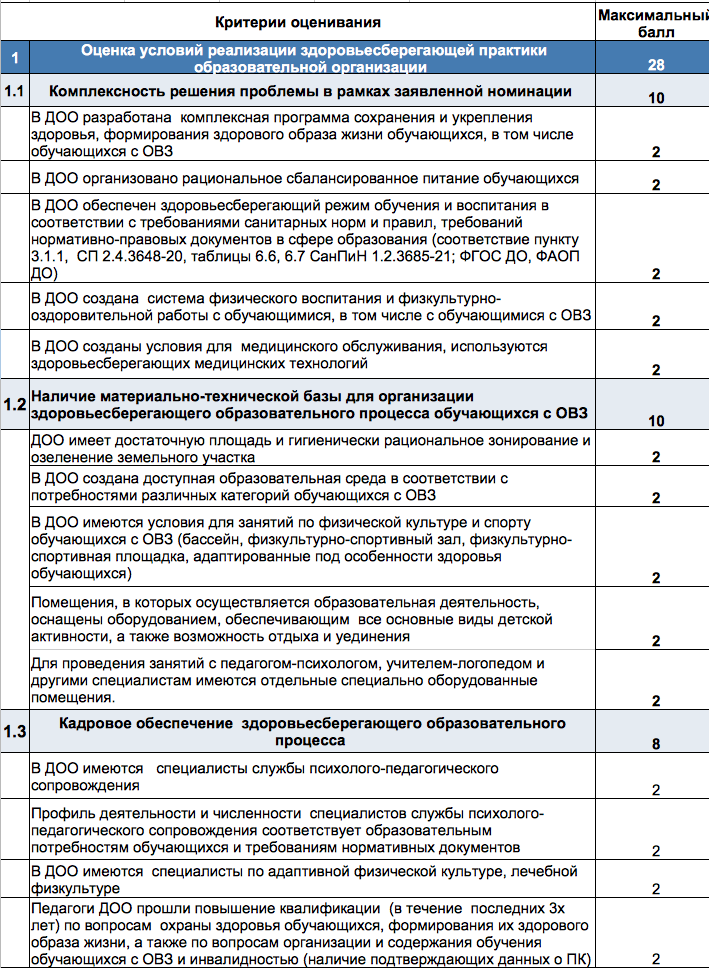 Критерии оценивания
Максимальный
балл
1
Оценка условий реализации здоровьесберегающей практики
образовательной организации
28
1.1
Комплексность решения проблемы в рамках заявленной номинации
10
В ДОО разработана комплексная программа сохранения и укрепления
здоровья, формирования здорового образа жизни обучающихся, в том числе
обучающихся с ОВЗ
2
В ДОО организовано рациональное сбалансированное питание обучающихся
2
В ДОО обеспечен здоровьесберегающий режим обучения и воспитания в
соответствии с требованиями санитарных норм и правил, требований
нормативно-правовых документов в сфере образования (соответствие пункту
3.1.1, СП 2.4.3648-20, таблицы 6.6, 6.7 СанПиН 1.2.3685-21; ФГОС ДО, ФАОП
ДО)
2
В ДОО создана система физического воспитания и физкультурно-
оздоровительной работы с обучающимися, в том числе с обучающимися с ОВЗ
2
В ДОО созданы условия для медицинского обслуживания, используются
здоровьесберегающих медицинских технологий
2
1.2
Наличие материально-технической базы для организации
здоровьесберегающего образовательного процесса обучающихся с ОВЗ
10
ДОО имеет достаточную площадь и гигиенически рациональное зонирование и
озеленение земельного участка
2
В ДОО создана доступная образовательная среда в соответствии с
потребностями различных категорий обучающихся с ОВЗ
2
В ДОО имеются условия для занятий по физической культуре и спорту
обучающихся с ОВЗ (бассейн, физкультурно-спортивный зал, физкультурно-
спортивная площадка, адаптированные под особенности здоровья
обучающихся)
2
Помещения, в которых осуществляется образовательная деятельность,
оснащены оборудованием, обеспечивающим все основные виды детской
активности, а также возможность отдыха и уединения
2
Для проведения занятий с педагогом-психологом, учителем-логопедом и
другими специалистам имеются отдельные специально оборудованные
помещения.
2
1.3
Кадровое обеспечение здоровьесберегающего образовательного
процесса
8
В ДОО имеются специалисты службы психолого-педагогического
сопровождения
2
Профиль деятельности и численности специалистов службы психолого-
педагогического сопровождения соответствует образовательным
потребностям обучающихся и требованиям нормативных документов
2
В ДОО имеются специалисты по адаптивной физической культуре, лечебной
физкультуре
2
Педагоги ДОО прошли повышение квалификации (в течение последних 3х
лет) по вопросам охраны здоровья обучающихся, формирования их здорового
образа жизни, а также по вопросам организации и содержания обучения
обучающихся с ОВЗ и инвалидностью (наличие подтверждающих данных о ПК)
2